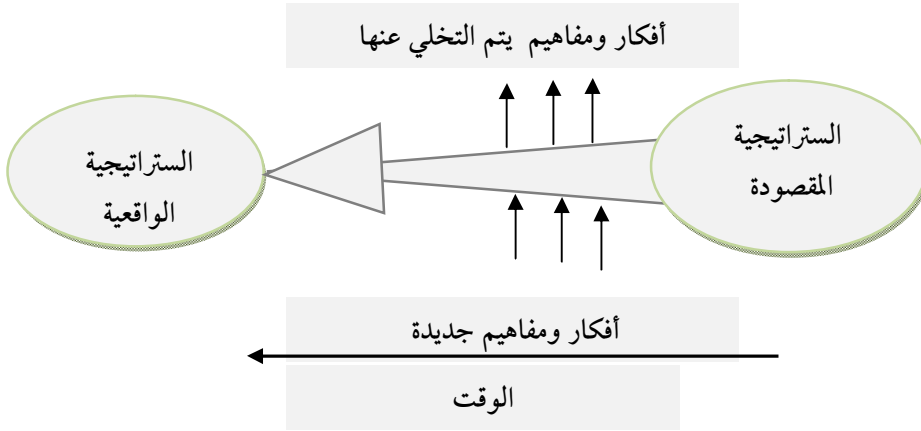 أفكار ومفاهيم يتم التخلي عنها
الستراتيجية
المقصودة
الستراتيجية
الواقعية
أفكار ومفاهيم جديدة
الوقت